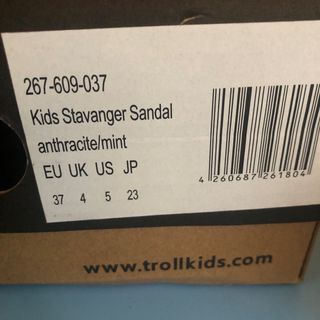 267-609-037
Kids Stavanger Sandal
anthracite/mint
EU UK US JP
37 4 5 23
4 260687 261804
www.trollkids.com